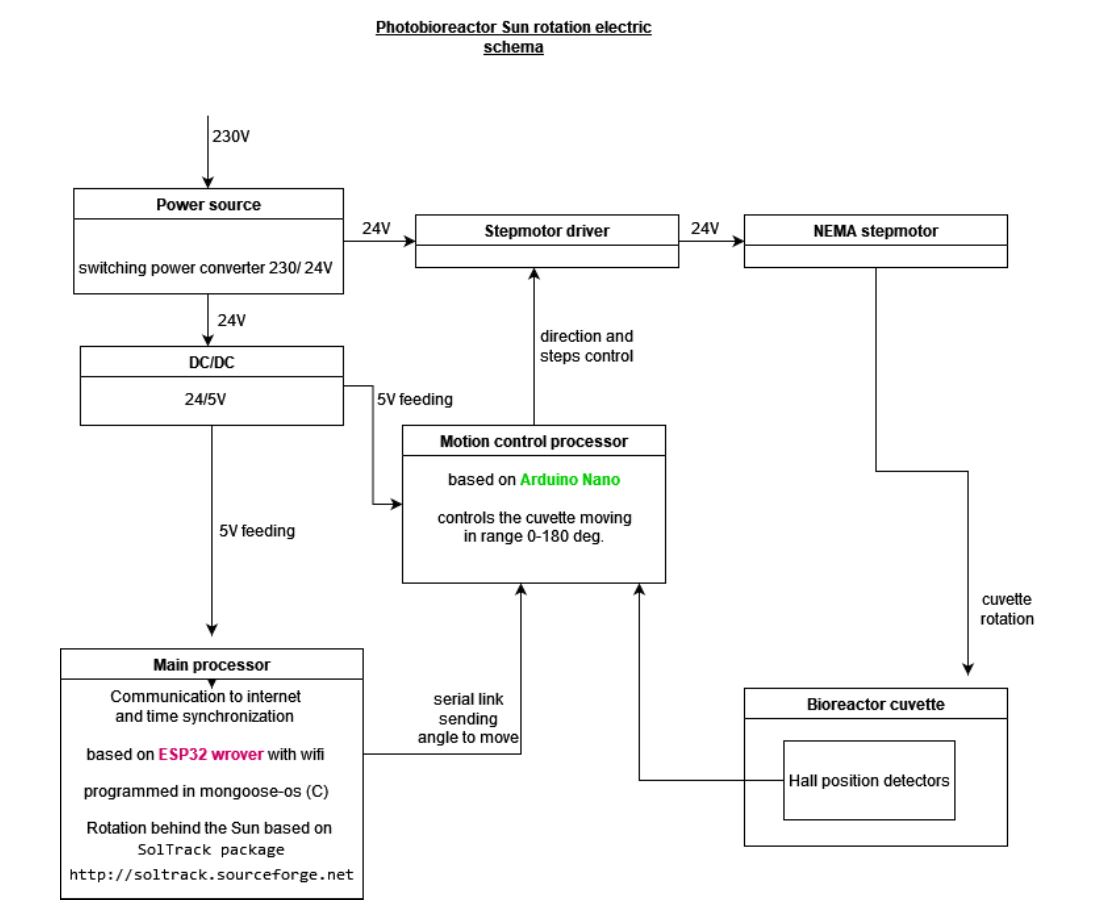 Photobioreactor Sun rotation electric
schema
230V
Power source
switching power converter 230/ 24V
24V
Stepmotor driver
24V
NEMA stepmotor
24V
DC/DC
24/5V
direction and
steps control
5V feeding
Motion control processor
based on Arduino Nano
controls the cuvette moving
in range 0-180 deg.
5V feeding
cuvette
rotation
Main processor
Communication to internet
and time synchronization
based on ESP32 wrover with wifi
programmed in mongoose-os (C)
Rotation behind the Sun based on
SolTrack package
http://soltrack.sourceforge.net
serial link
sending
angle to move
Bioreactor cuvette
Hall position detectors